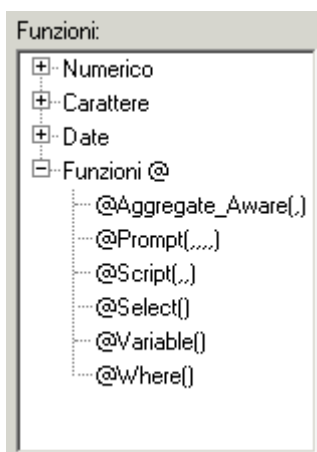 Funzioni:
Numerico
Carattere
Date
Funzioni @
@Aggregate_Aware(,)
@Prompt(,,,,)
@Script(,,)
@Select()
@Variable()
@Where()